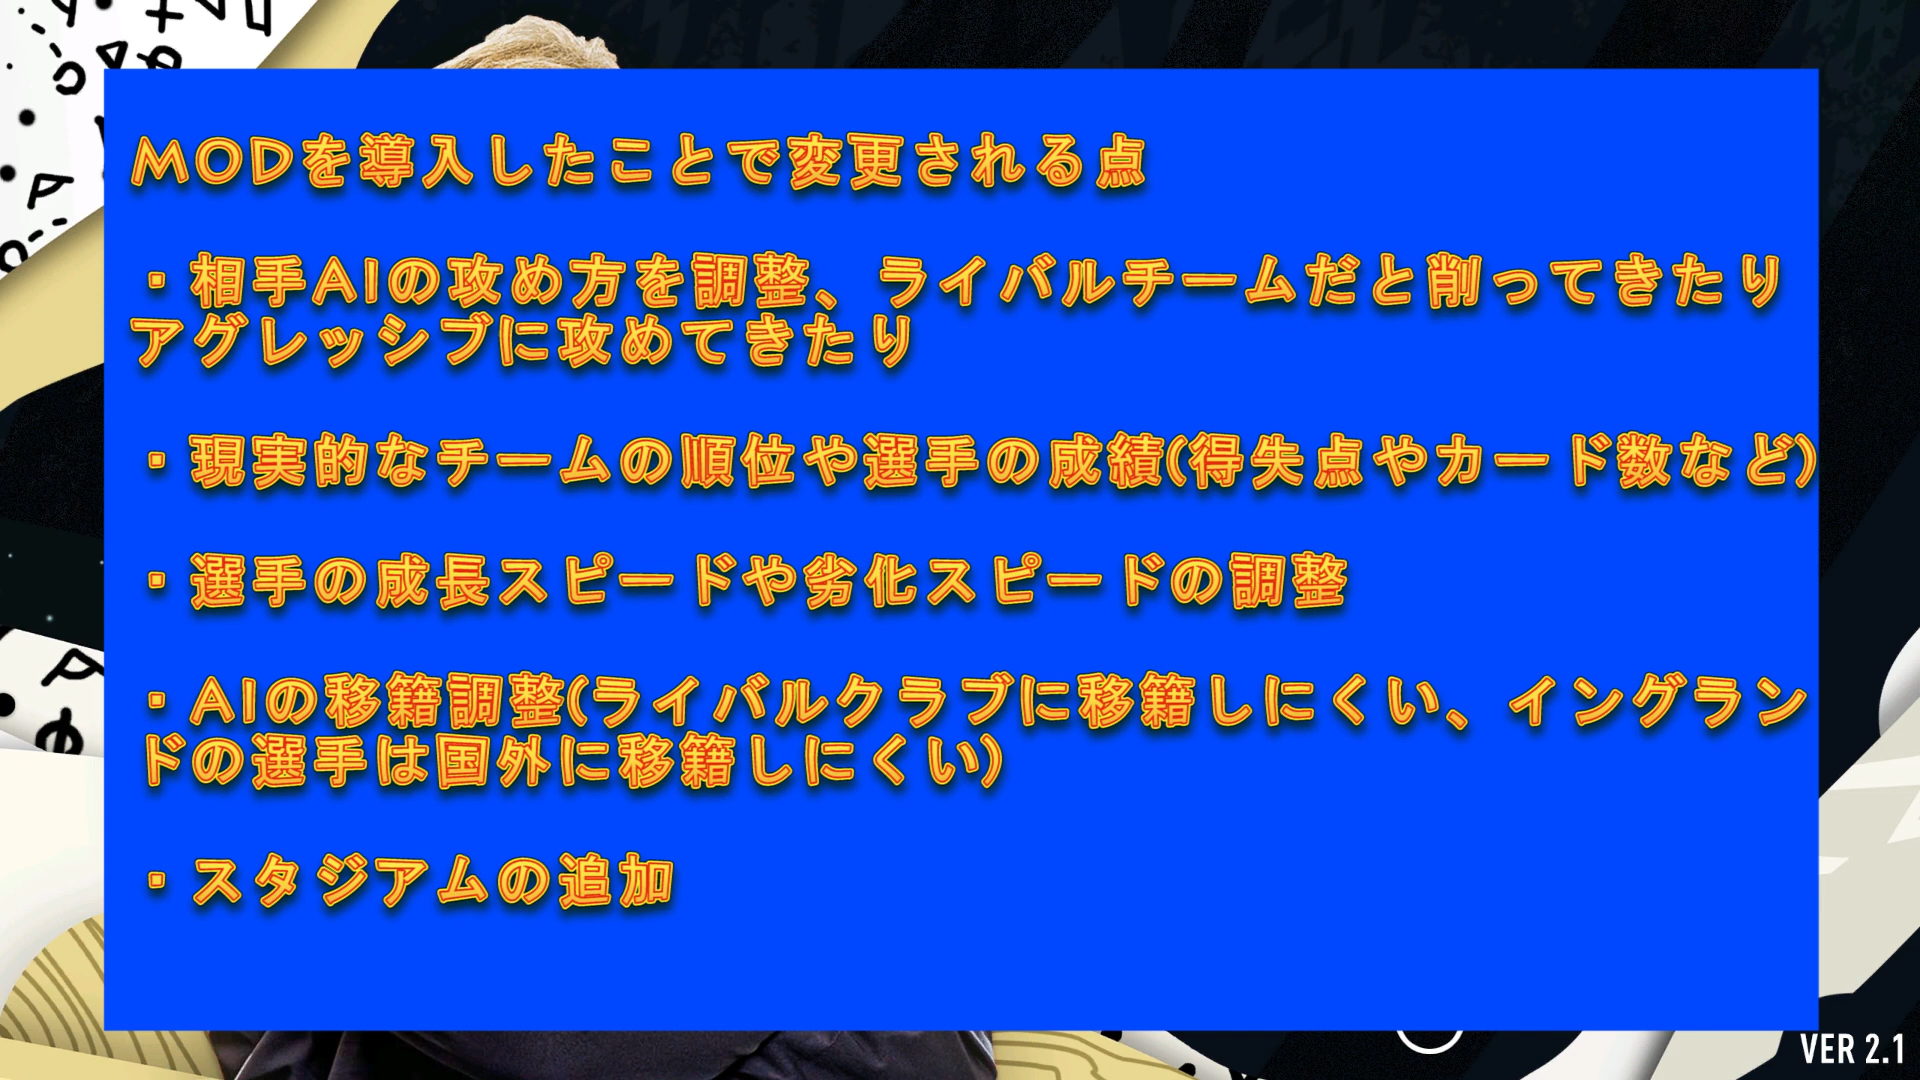 MODを導入したことで変更される点
・相手AIの攻め方を調整、ライバルチームだと削ってきたり
アグレッシブに攻めてきたり
・現実的なチームの順位や選手の成績(得失点やカード数など)
・選手の成長スピードや劣化スピードの調整
・AIの移籍調整(ライバルクラブに移籍しにくい、イングラン
ドの選手は国外に移籍しにくい)
・スタジアムの追加
VER 2.1